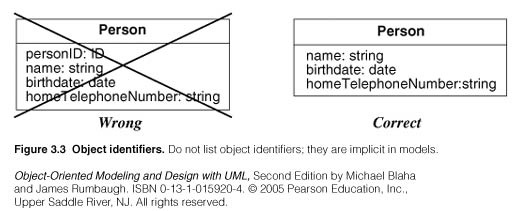 Person
personID: ID
name: string
birthdate: date
homeTelephoneNumber: string
Wrong
Person
name: string
birthdate: date
homeTelephoneNumber:string
Correct
Figure 3.3 Object identifiers. Do not list object identifiers; they are implicit in models.
Object-Oriented Modeling and Design with UML, Second Edition by Michael Blaha
and James Rumbaugh. ISBN 0-13-1-015920-4. © 2005 Pearson Education, Inc.,
Upper Saddle River, NJ. All rights reserved.